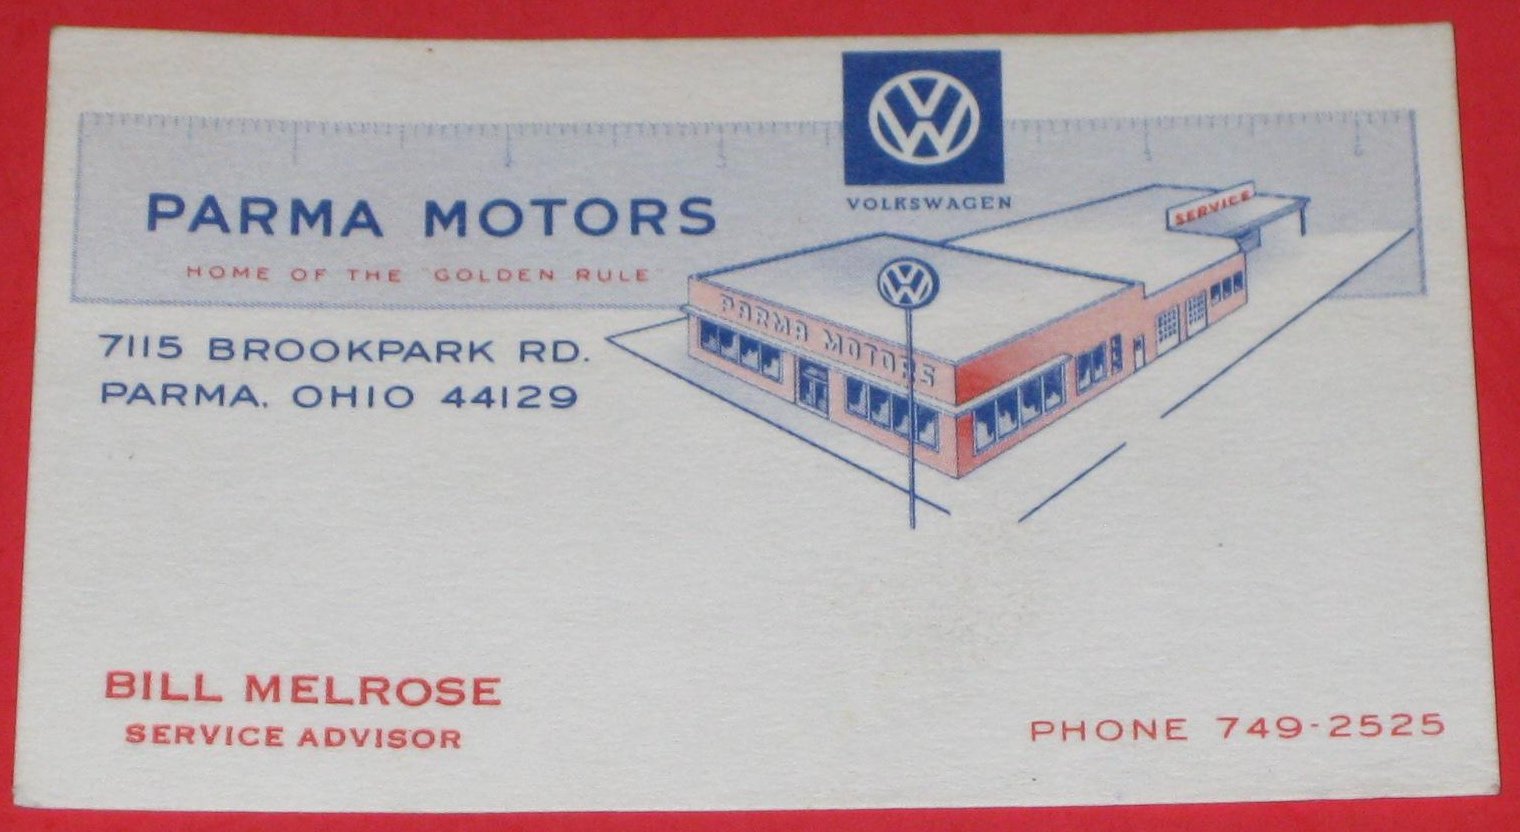 VOLKSWAGEN
PARMA MOTORS
HOME OF THE "GOLDEN RULE"
7115 BROOKPARK RD.
PARMA, OHIO 44129
SERVICE
PARMA MOTORS
BILL MELROSE
SERVICE ADVISOR
PHONE 749-2525